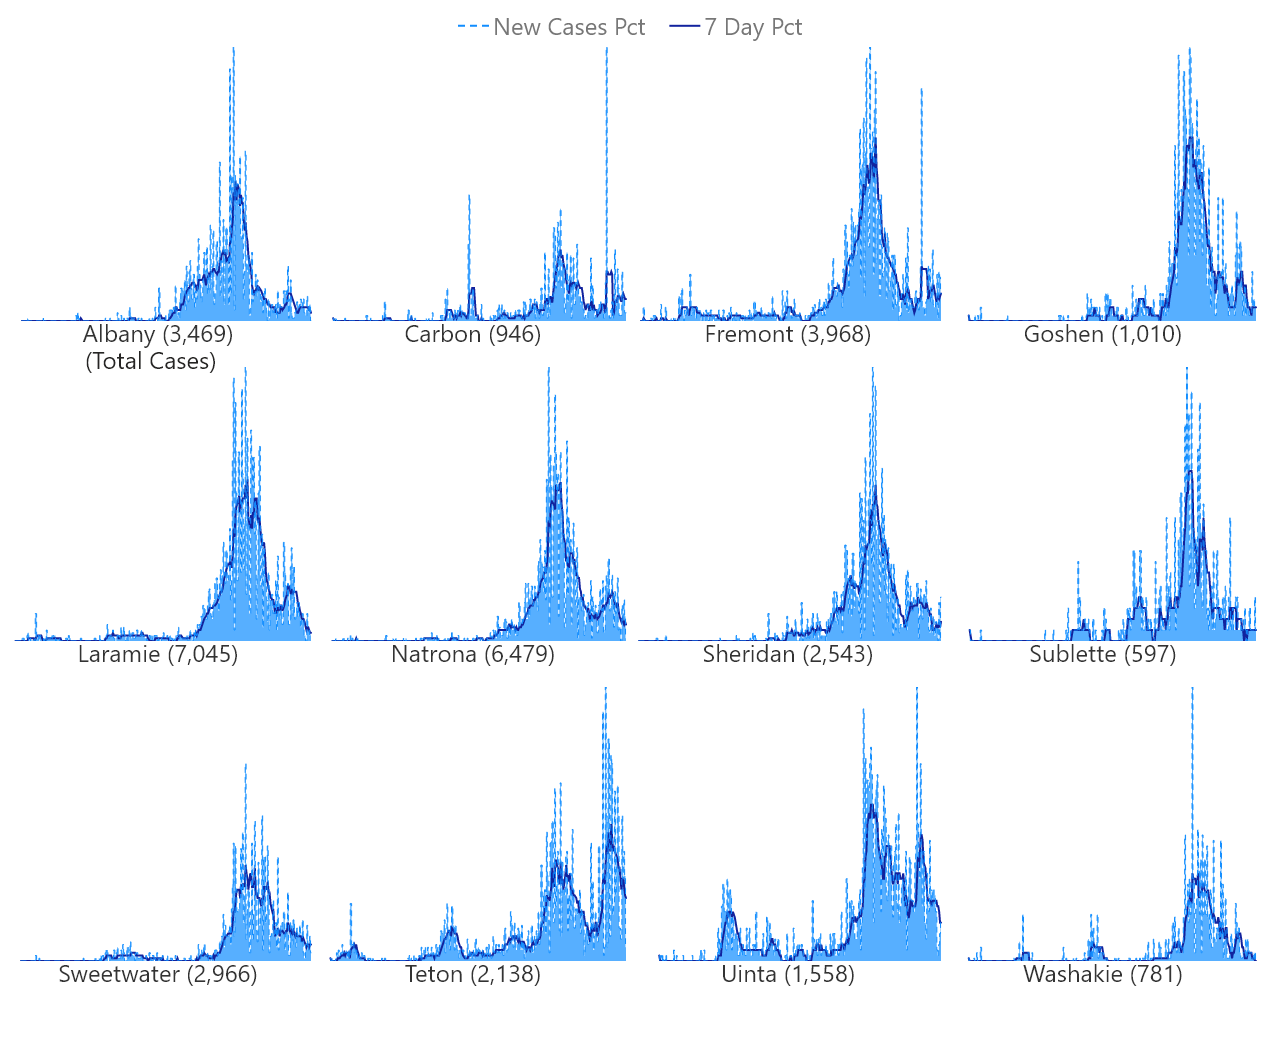 New Cases Pct 7 Day Pct
Albany (3,469) Carbon (946) Fremont (3,968) Goshen (1,010)
(Total Cases)
Laramie (7,045) Natrona (6,479) Sheridan (2,543) Sublette (597)
Sweetwater (2,966) Teton (2,138) Uinta (1,558) Washakie (781)